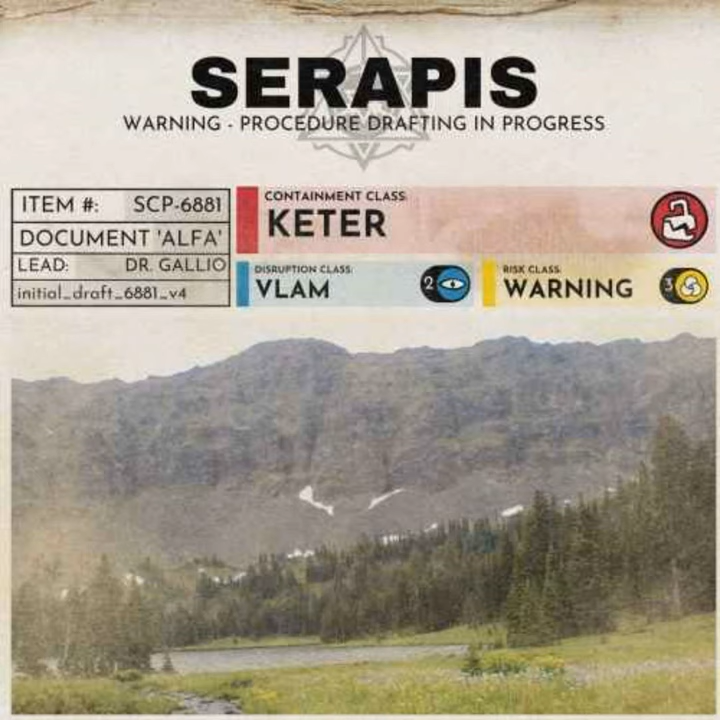 SERAPIS
WARNING - PROCEDURE DRAFTING IN PROGRESS
ITEM #: SCP-6881
DOCUMENT 'ALFA'
LEAD: DR. GALLIO
initial_draft_6881_v4
CONTAINMENT CLASS:
KETER
DISRUPTION CLASS:
VLAM
2
RISK CLASS:
WARNING
3